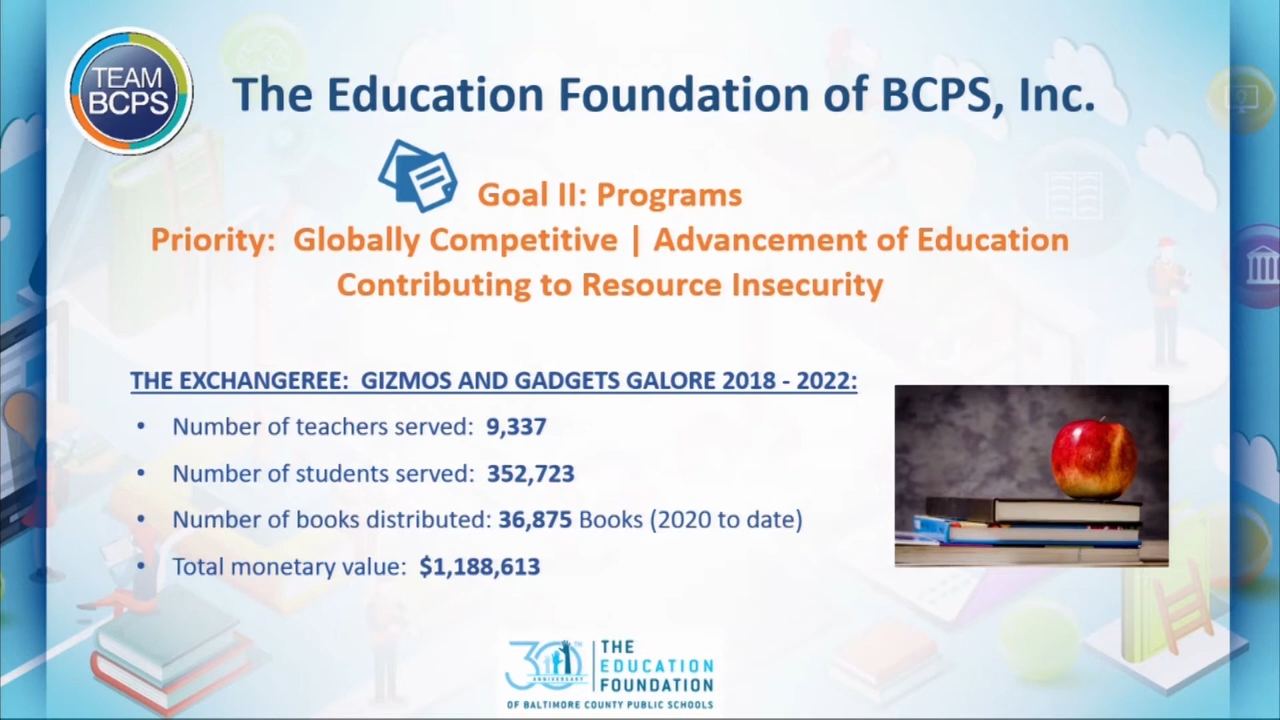 TEAM
BCPS
The Education Foundation of BCPS, Inc.
Goal II: Programs
Priority:  Globally Competitive | Advancement of Education
Contributing to Resource Insecurity
THE EXCHANGEREE:  GIZMOS AND GADGETS GALORE 2018 - 2022:
• Number of teachers served:  9,337
• Number of students served:  352,723
• Number of books distributed: 36,875 Books (2020 to date)
• Total monetary value:  $1,188,613
30TH
ANNIVERSARY
THE
EDUCATION
FOUNDATION
OF BALTIMORE COUNTY PUBLIC SCHOOLS